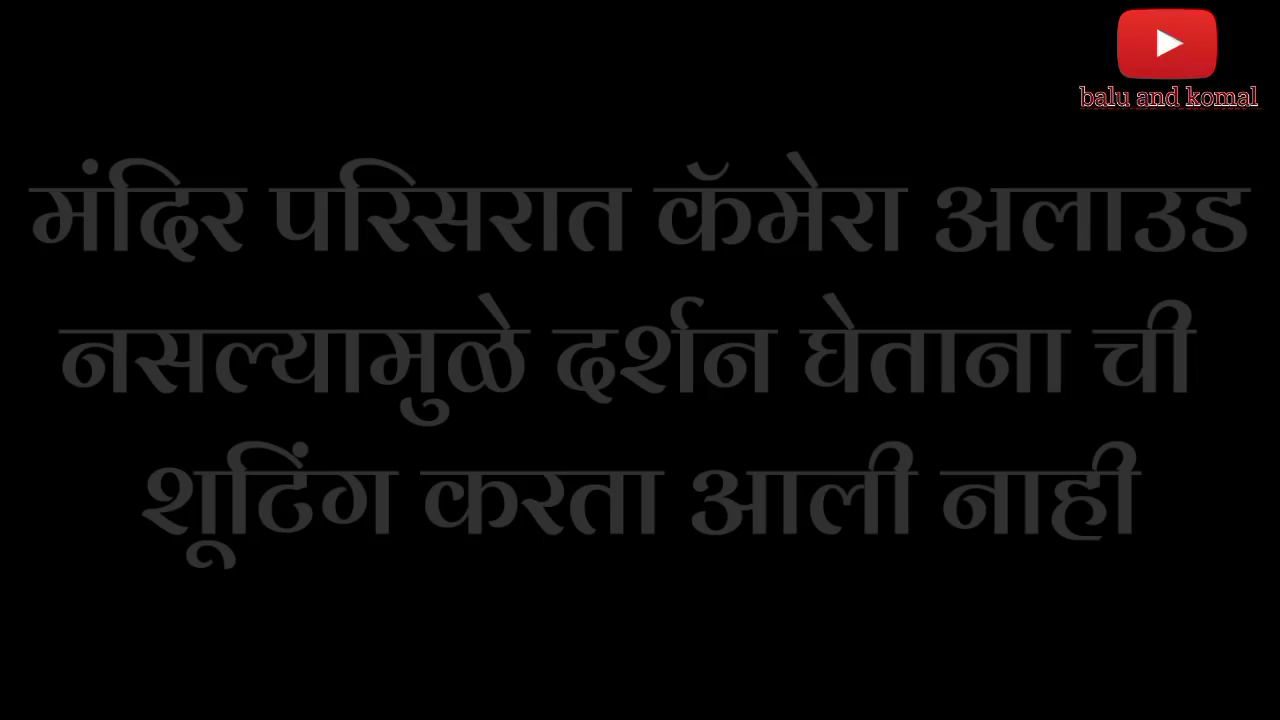 balu and komal
मंदिर परिसरात कॅमेरा अलाउड
नसल्यामुळे दर्शन घेताना ची
शूटिंग करता आली नाही